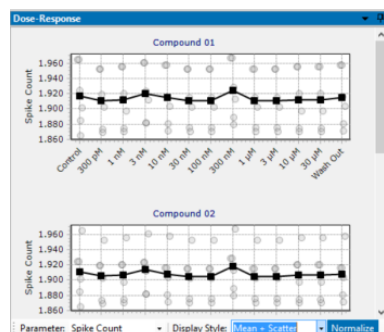 Dose-Response
Compound 01
Spike Count
1.960
1.940
1.920
1.900
1.880
1.860
Control
300 pM
1 nM
3 nM
10 nM
30 nM
100 nM
300 nM
1 µM
3 µM
10 µM
30 µM
Wash Out
Compound 02
Spike Count
1.960
1.940
1.920
1.900
1.880
1.860
Parameter: Spike Count Display Style: Mean + Scatter Normalize